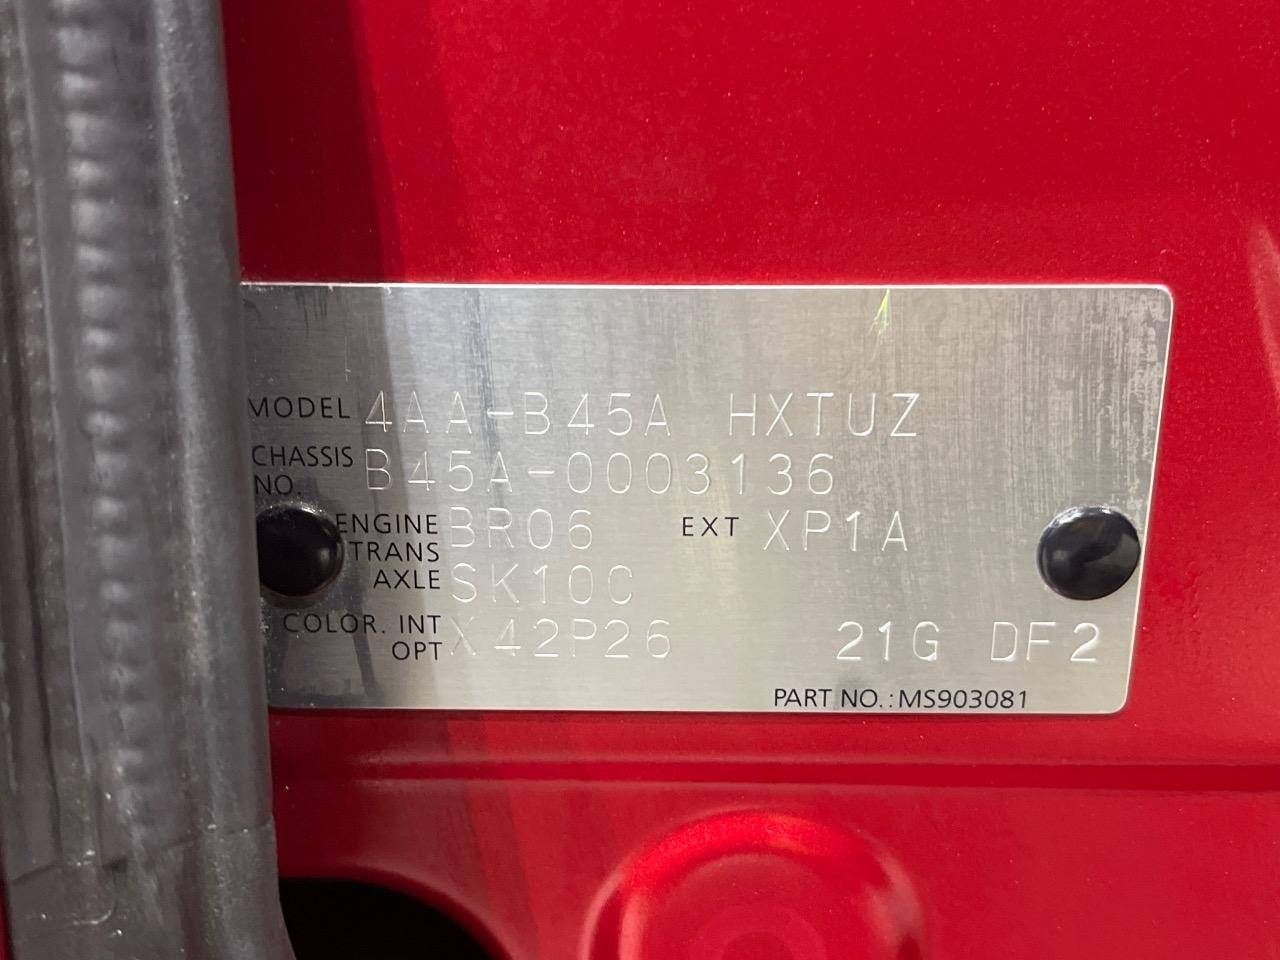 MODEL 4AA-B45A HXTUZ
CHASSIS NO. B45A-0003136
ENGINE BR06 EXT XP1A
TRANS AXLE SK10C
COLOR. INT OPT X42P26 21G DF2
PART NO.: MS903081